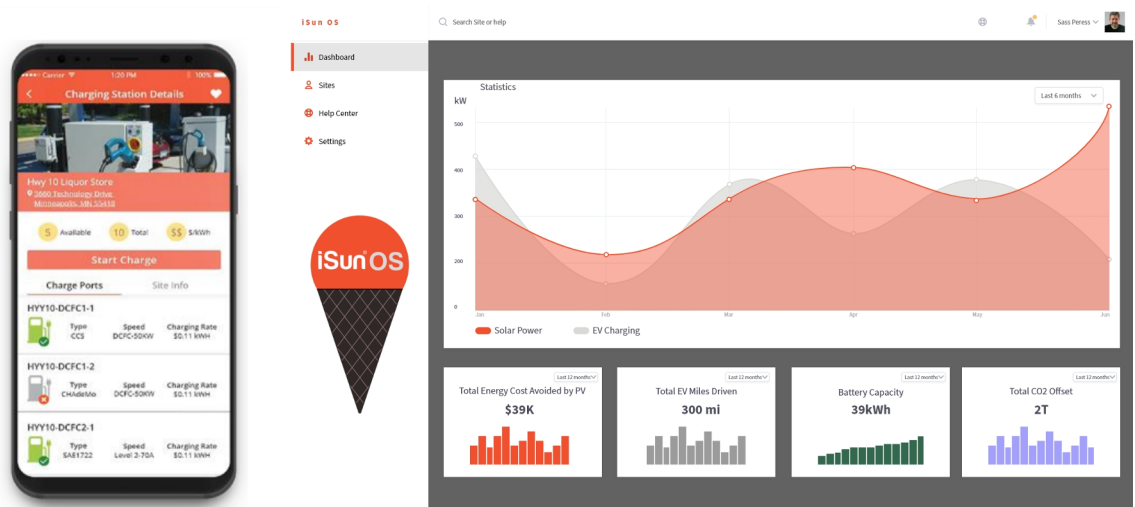 Carrier
1:20 PM
100%
Charging Station Details
Hwy 10 Liquor Store
3660 Technology Drive
Minneapolis, MN 55418
5 Available 10 Total $$ $/kWh
Start Charge
Charge Ports Site Info
HYY10-DCFC1-1
Type Speed Charging Rate
CCS DCFC-50KW $0.11 kWH
HYY10-DCFC1-2
Type Speed Charging Rate
CHAdeMo DCFC-50KW $0.11 kWH
HYY10-DCFC2-1
Type Speed Charging Rate
SAE1722 Level 2-70A $0.11 kWH
iSun OS
Dashboard
Sites
Help Center
Settings
iSun OS
Search Site or help
Sass Peress
Statistics
Last 6 months
kW
500
400
300
200
0
Jan Feb Mar Apr May Jun
Solar Power EV Charging
Last 12 months
Total Energy Cost Avoided by PV
$39K
Last 12 months
Total EV Miles Driven
300 mi
Last 12 months
Battery Capacity
39kWh
Last 12 months
Total CO2 Offset
2T